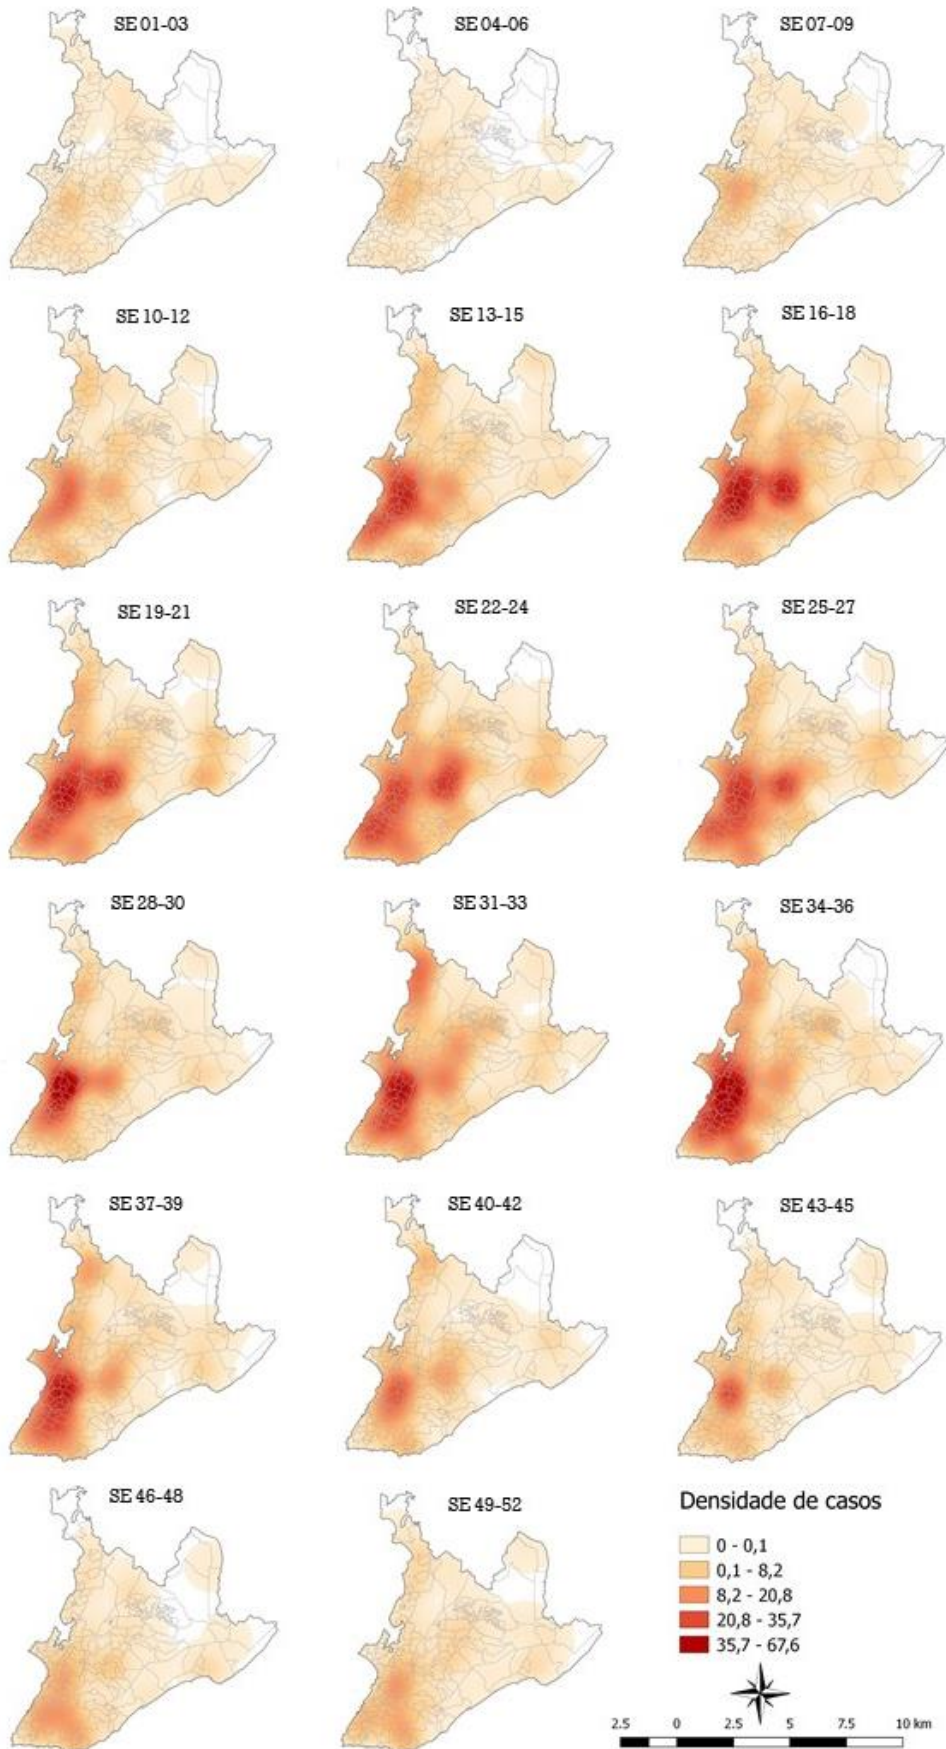 SE 01-03
SE 04-06
SE 07-09
SE 10-12
SE 13-15
SE 16-18
SE 19-21
SE 22-24
SE 25-27
SE 28-30
SE 31-33
SE 34-36
SE 37-39
SE 40-42
SE 43-45
SE 46-48
SE 49-52
Densidade de casos
0 - 0,1
0,1 - 8,2
8,2 - 20,8
20,8 - 35,7
35,7 - 67,6
2.5 0 2.5 5 7.5 10 km